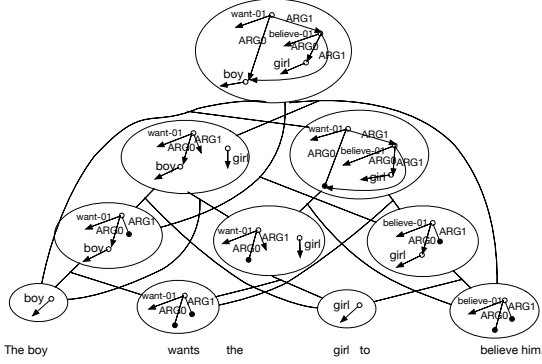 want-01 ARG1
believe-01
ARG0 ARG0 ARG1
girl
boy
want-01 ARG1 ARG0 boy girl
want-01 ARG1 ARG0 believe-01 ARG0 ARG1 girl
want-01 ARG1 ARG0 boy
want-01 ARG1 ARG0 girl
believe-01 ARG1 ARG0 girl
boy
want-01 ARG1 ARG0
girl
believe-01 ARG1 ARG0
The boy wants the girl to believe him